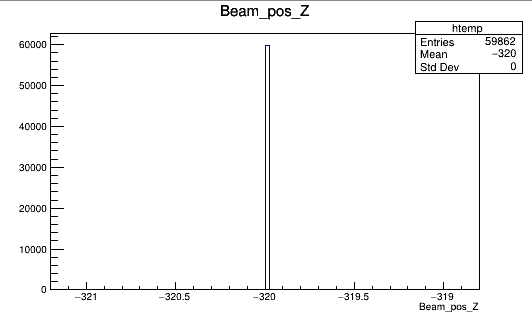 Beam_pos_Z
htemp
Entries 59862
Mean −320
Std Dev 0
60000
50000
40000
30000
20000
10000
0
−321 −320.5 −320 −319.5 −319
Beam_pos_Z